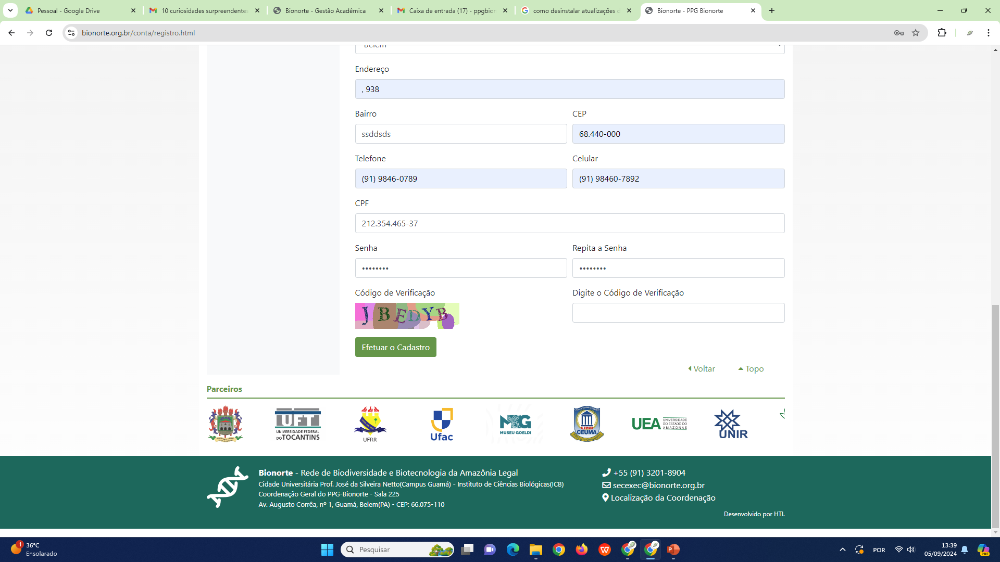 Pessoal - Google Drive
10 curiosidades surpreendentes
Bionorte - Gestão Acadêmica
Caixa de entrada (17) - ppgbion
como desinstalar atualizações d
Bionorte - PPG Bionorte
bionorte.org.br/conta/registro.html
Belem
Endereço
, 938
Bairro
CEP
ssddsds
68.440-000
Telefone
Celular
(91) 9846-0789
(91) 98460-7892
CPF
212.354.465-37
Senha
Repita a Senha
••••••••
••••••••
Código de Verificação
Digite o Código de Verificação
JBEDYB
Efetuar o Cadastro
Voltar
Topo
Parceiros
UFT
UNIVERSIDADE FEDERAL
DO TOCANTINS
UFRR
Ufac
MUSEU GOELDI
UNI
CEUMA
UEA UNIVERSIDADE
DO ESTADO DO
AMAZONAS
UNIR
Bionorte - Rede de Biodiversidade e Biotecnologia da Amazônia Legal
Cidade Universitária Prof. José da Silveira Netto(Campus Guamá) - Instituto de Ciências Biológicas(ICB)
Coordenação Geral do PPG-Bionorte - Sala 225
Av. Augusto Corrêa, nº 1, Guamá, Belem(PA) - CEP: 66.075-110
+55 (91) 3201-8904
secexec@bionorte.org.br
Localização da Coordenação
Desenvolvido por HTI.
1
36°C
Ensolarado
Pesquisar
POR
13:39
05/09/2024
PRE